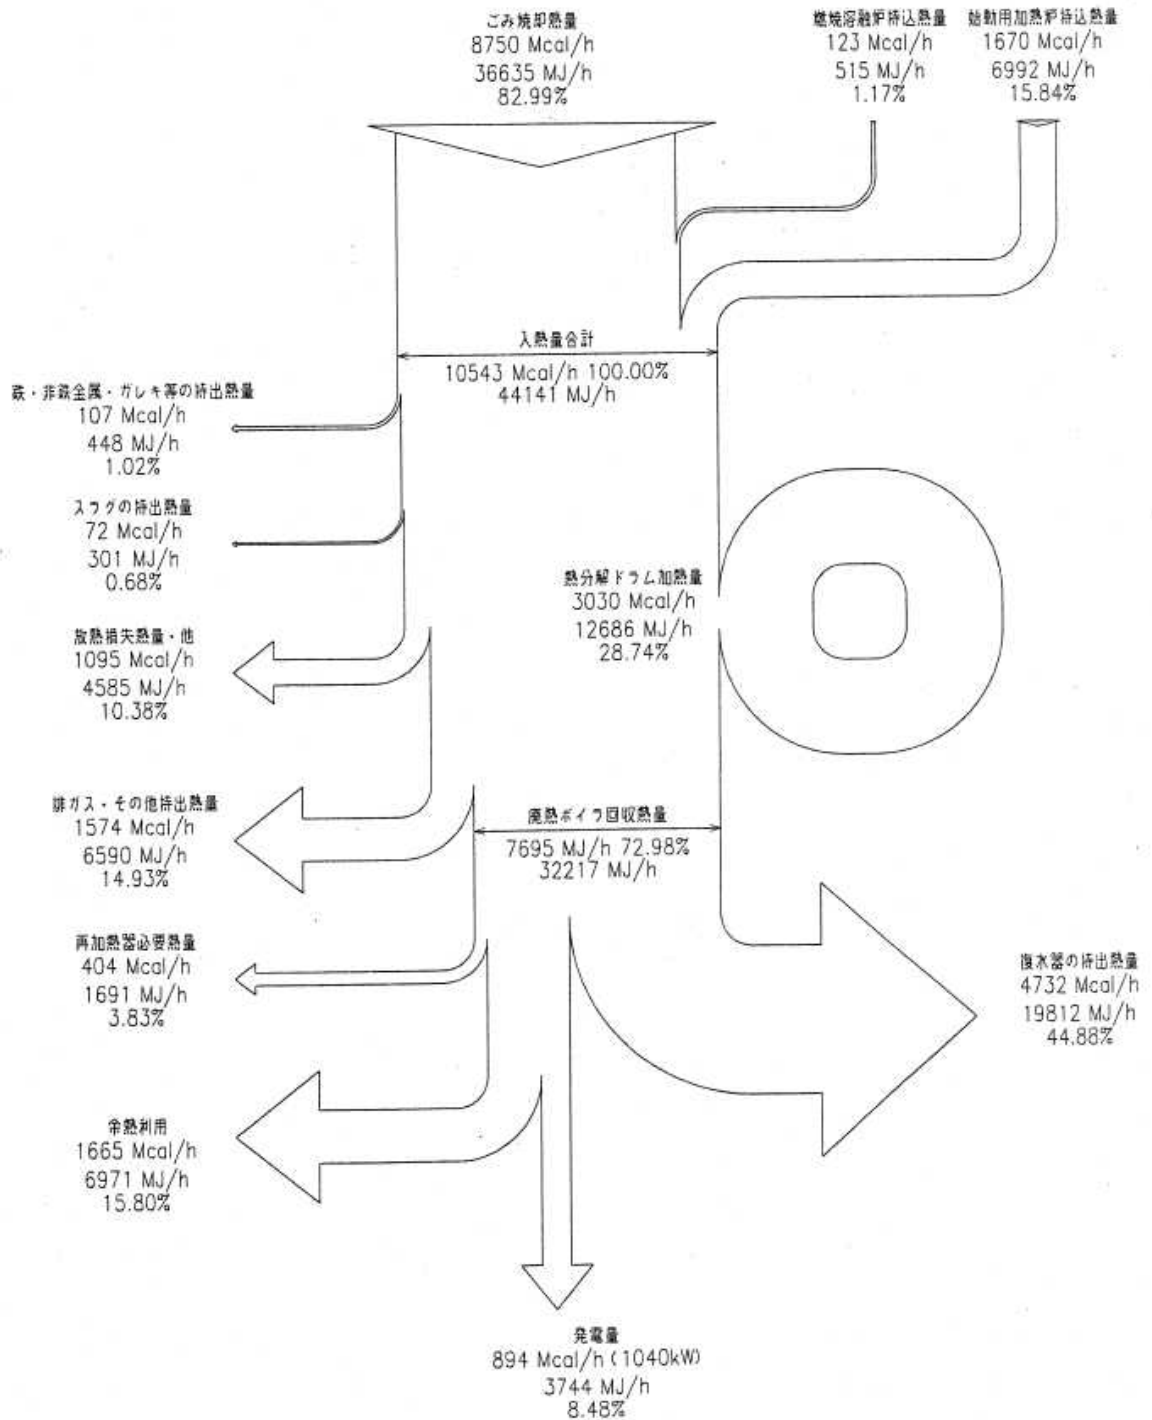 ごみ焼却熱量
8750 Mcal/h
36635 MJ/h
82.99%
燃焼溶融炉持込熱量
123 Mcal/h
515 MJ/h
1.17%
始動用加熱炉持込熱量
1670 Mcal/h
6992 MJ/h
15.84%
入熱量合計
10543 Mcal/h 100.00%
44141 MJ/h
鉄・非鉄金属・ガレキ等の持出熱量
107 Mcal/h
448 MJ/h
1.02%
スラグの持出熱量
72 Mcal/h
301 MJ/h
0.68%
熱分解ドラム加熱量
3030 Mcal/h
12686 MJ/h
28.74%
放熱損失熱量・他
1095 Mcal/h
4585 MJ/h
10.38%
排ガス・その他持出熱量
1574 Mcal/h
6590 MJ/h
14.93%
廃熱ボイラ回収熱量
7695 MJ/h 72.98%
32217 MJ/h
再加熱器必要熱量
404 Mcal/h
1691 MJ/h
3.83%
復水器の持出熱量
4732 Mcal/h
19812 MJ/h
44.88%
余熱利用
1665 Mcal/h
6971 MJ/h
15.80%
発電量
894 Mcal/h (1040kW)
3744 MJ/h
8.48%